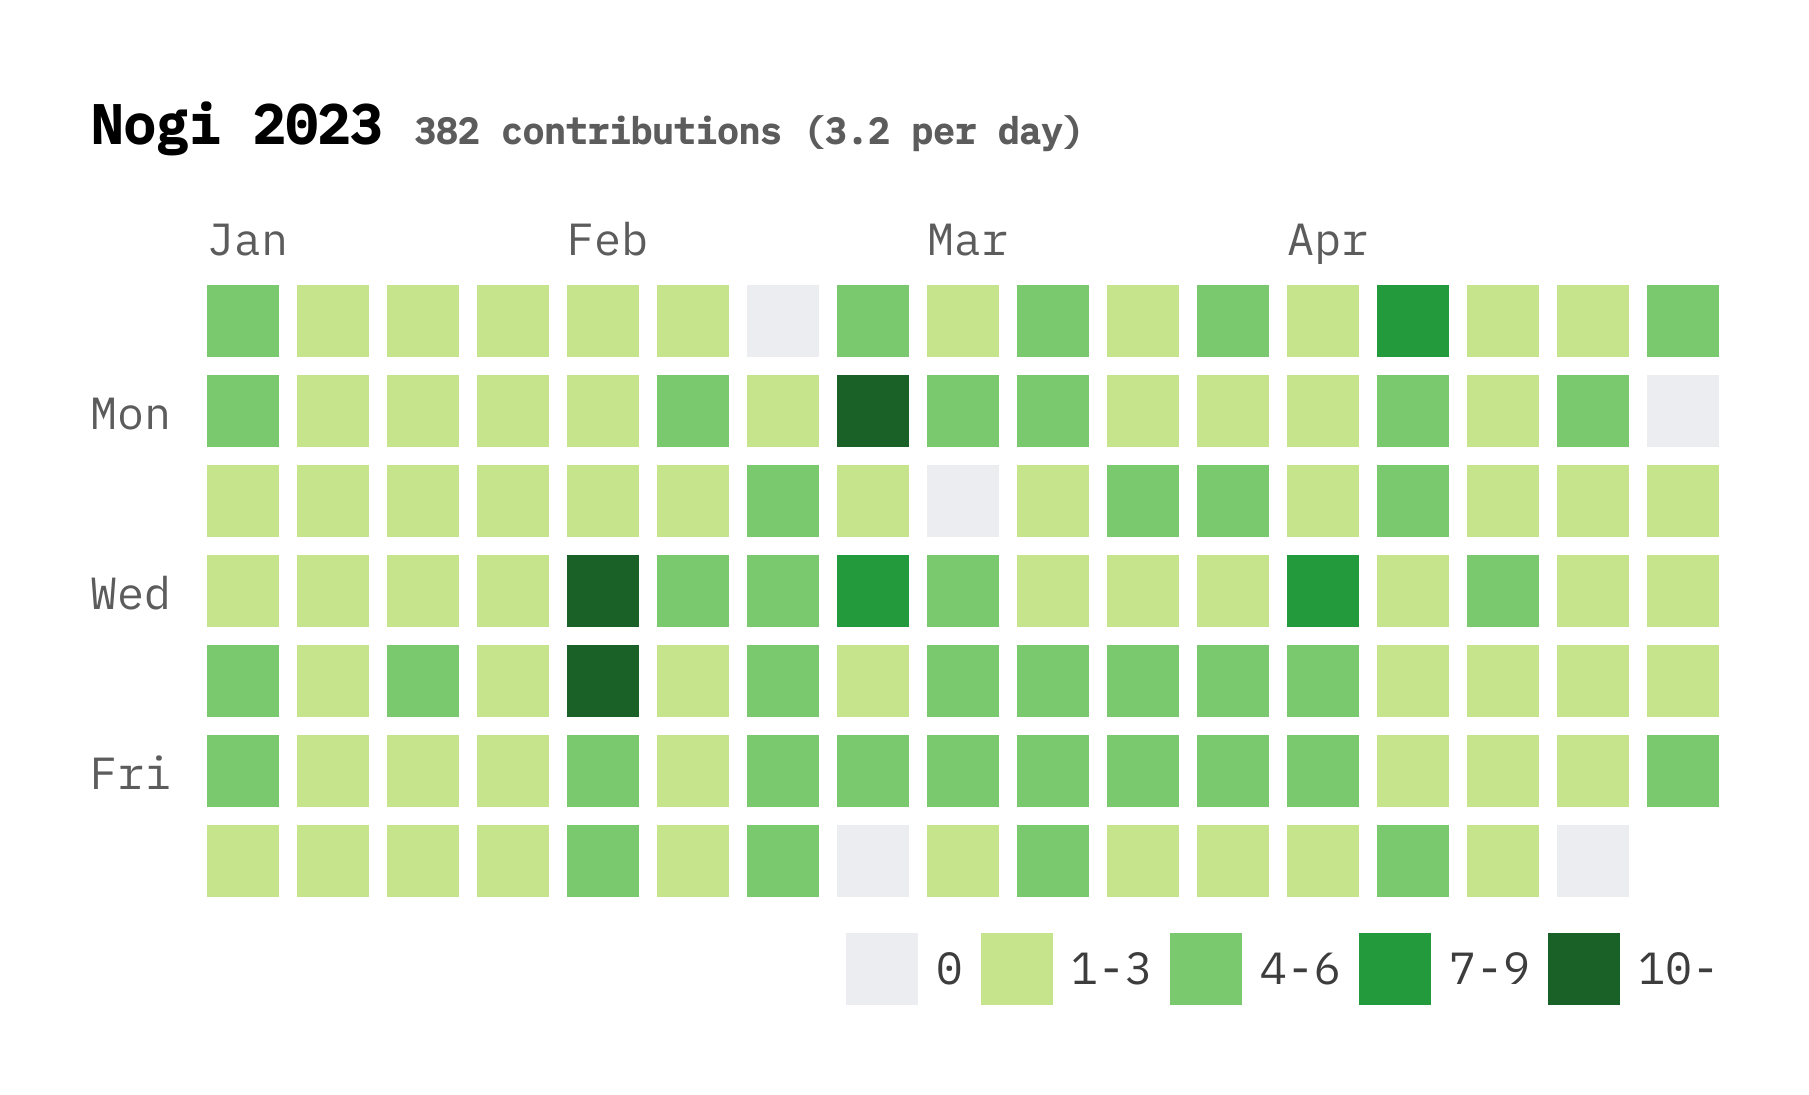 Nogi 2023 382 contributions (3.2 per day)
Jan Feb Mar Apr
Mon
Wed
Fri
0 1-3 4-6 7-9 10-